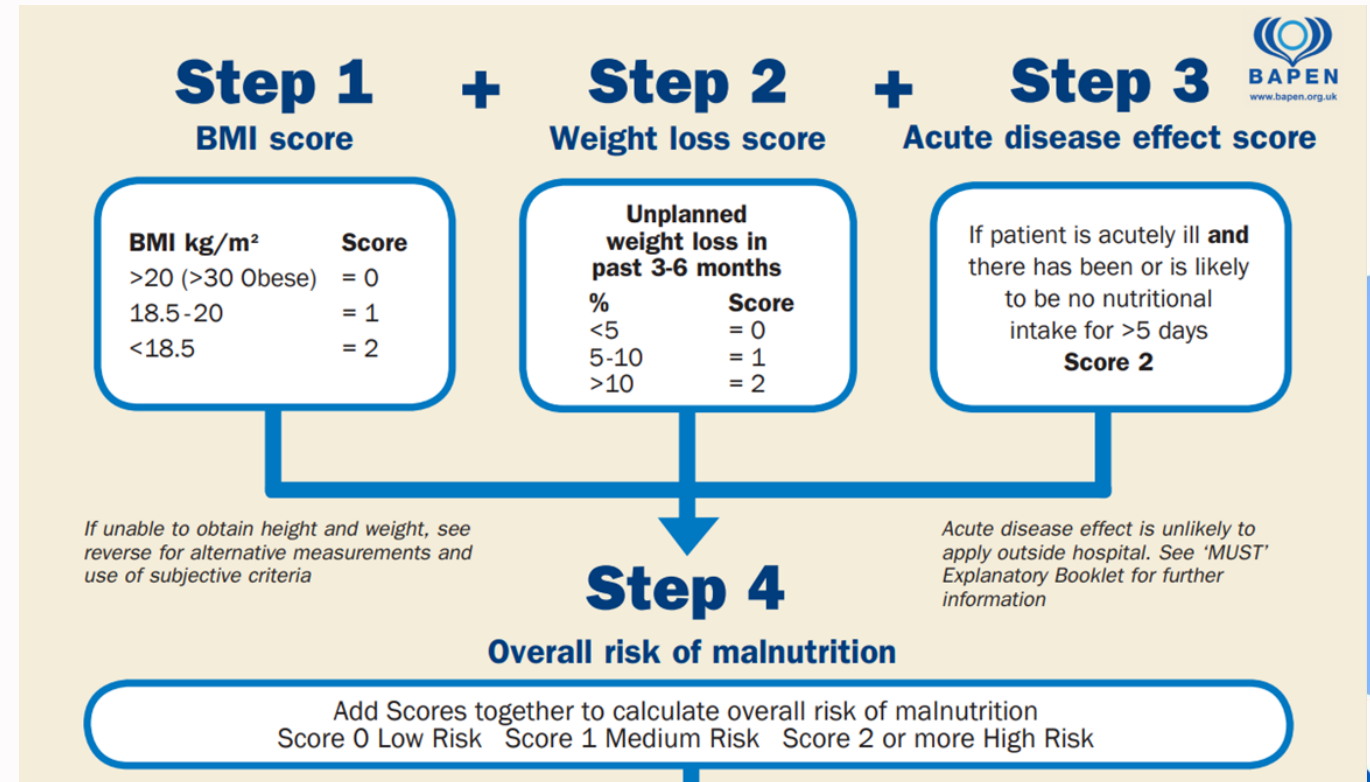 Step 1 + Step 2 + Step 3
BAPEN
www.bapen.org.uk
BMI score
Weight loss score
Acute disease effect score
BMI kg/m² Score
>20 (>30 Obese) = 0
18.5-20 = 1
<18.5 = 2
Unplanned
weight loss in
past 3-6 months
% Score
<5 = 0
5-10 = 1
>10 = 2
If patient is acutely ill and
there has been or is likely
to be no nutritional
intake for >5 days
Score 2
If unable to obtain height and weight, see
reverse for alternative measurements and
use of subjective criteria
Acute disease effect is unlikely to
apply outside hospital. See ‘MUST’
Explanatory Booklet for further
information
Step 4
Overall risk of malnutrition
Add Scores together to calculate overall risk of malnutrition
Score 0 Low Risk Score 1 Medium Risk Score 2 or more High Risk